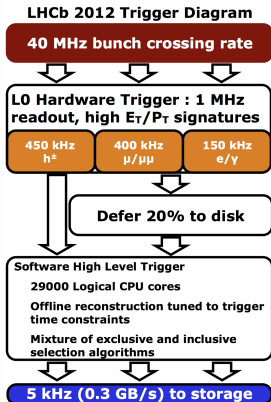 LHCb 2012 Trigger Diagram
40 MHz bunch crossing rate
L0 Hardware Trigger : 1 MHz
readout, high ET/PT signatures
450 kHz
h±
400 kHz
μ/μμ
150 kHz
e/γ
Defer 20% to disk
Software High Level Trigger
29000 Logical CPU cores
Offline reconstruction tuned to trigger
time constraints
Mixture of exclusive and inclusive
selection algorithms
5 kHz (0.3 GB/s) to storage